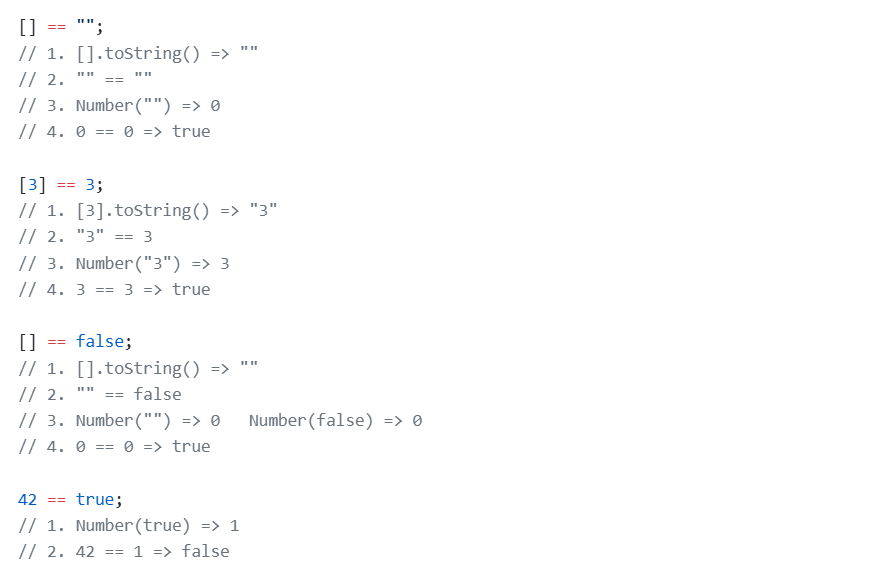 [] == "";
// 1. [].toString() => ""
// 2. "" == ""
// 3. Number("") => 0
// 4. 0 == 0 => true
[3] == 3;
// 1. [3].toString() => "3"
// 2. "3" == 3
// 3. Number("3") => 3
// 4. 3 == 3 => true
[] == false;
// 1. [].toString() => ""
// 2. "" == false
// 3. Number("") => 0   Number(false) => 0
// 4. 0 == 0 => true
42 == true;
// 1. Number(true) => 1
// 2. 42 == 1 => false